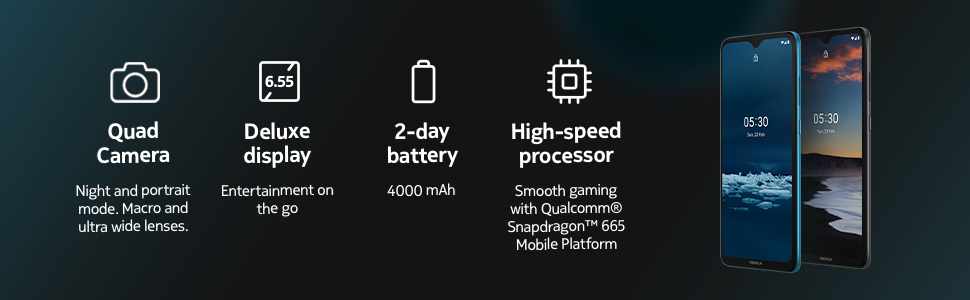 6.55
Quad
Camera
Night and portrait
mode. Macro and
ultra wide lenses.
Deluxe
display
Entertainment on
the go
2-day
battery
4000 mAh
High-speed
processor
Smooth gaming
with Qualcomm®
Snapdragon™ 665
Mobile Platform
05:30
05:30
NOKIA